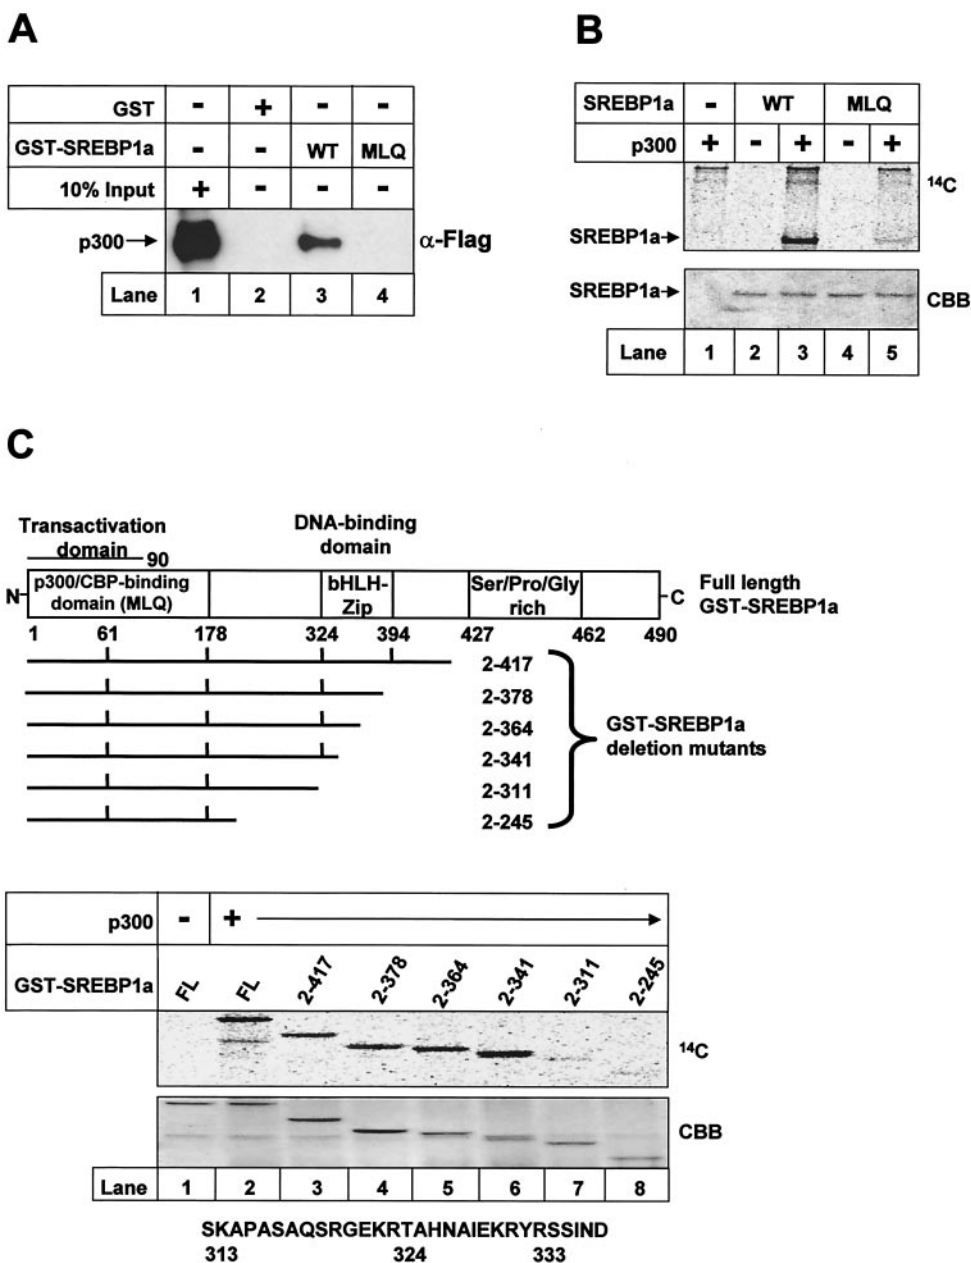 A
GST - + - -
GST-SREBP1a - - WT MLQ
10% Input + - - -
p300
α-Flag
Lane 1 2 3 4
B
SREBP1a - WT MLQ
p300 + - + - +
14C
SREBP1a
SREBP1a
CBB
Lane 1 2 3 4 5
C
Transactivation
domain
90
DNA-binding
domain
N
p300/CBP-binding
domain (MLQ)
bHLH-
Zip
Ser/Pro/Gly
rich
C
Full length
GST-SREBP1a
1 61 178 324 394 427 462 490
2-417
2-378
2-364
2-341
2-311
2-245
GST-SREBP1a
deletion mutants
p300 - +
GST-SREBP1a FL FL 2-417 2-378 2-364 2-341 2-311 2-245
14C
CBB
Lane 1 2 3 4 5 6 7 8
SKAPASAQSRGEKRTAHNAIEKRYRSSIND
313 324 333